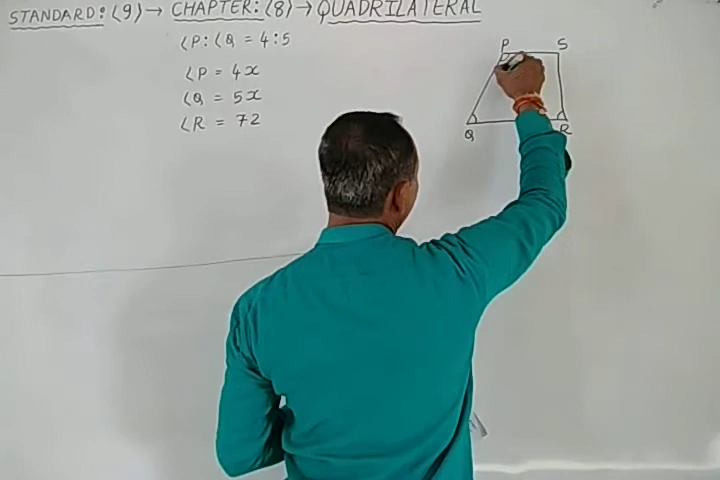 STANDARD: (9) → CHAPTER: (8) → QUADRILATERAL
∠P : ∠Q = 4 : 5
∠P = 4x
∠Q = 5x
∠R = 72
P S
Q R